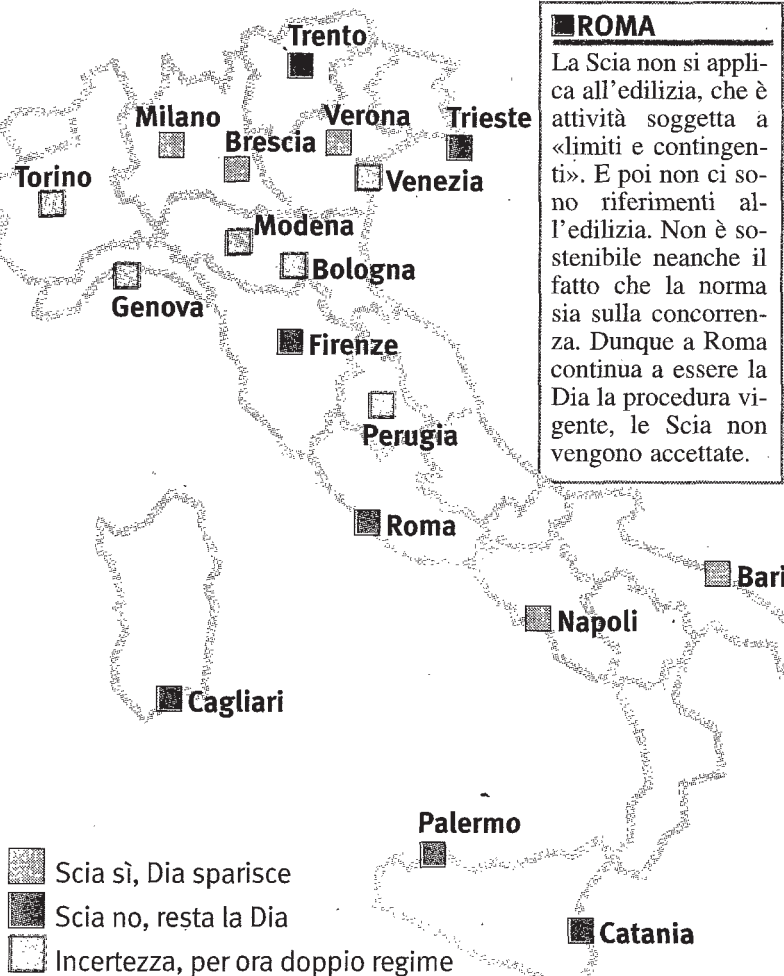 Trento
Milano
Verona
Trieste
Brescia
Torino
Venezia
Modena
Bologna
Genova
Firenze
Perugia
Roma
Bari
Napoli
Cagliari
Palermo
Catania
Scia sì, Dia sparisce
Scia no, resta la Dia
Incertezza, per ora doppio regime
ROMA
La Scia non si appli-
ca all'edilizia, che è
attività soggetta a
«limiti e contingen-
ti». E poi non ci so-
no riferimenti al-
l'edilizia. Non è so-
stenibile neanche il
fatto che la norma
sia sulla concorren-
za. Dunque a Roma
continua a essere la
Dia la procedura vi-
gente, le Scia non
vengono accettate.